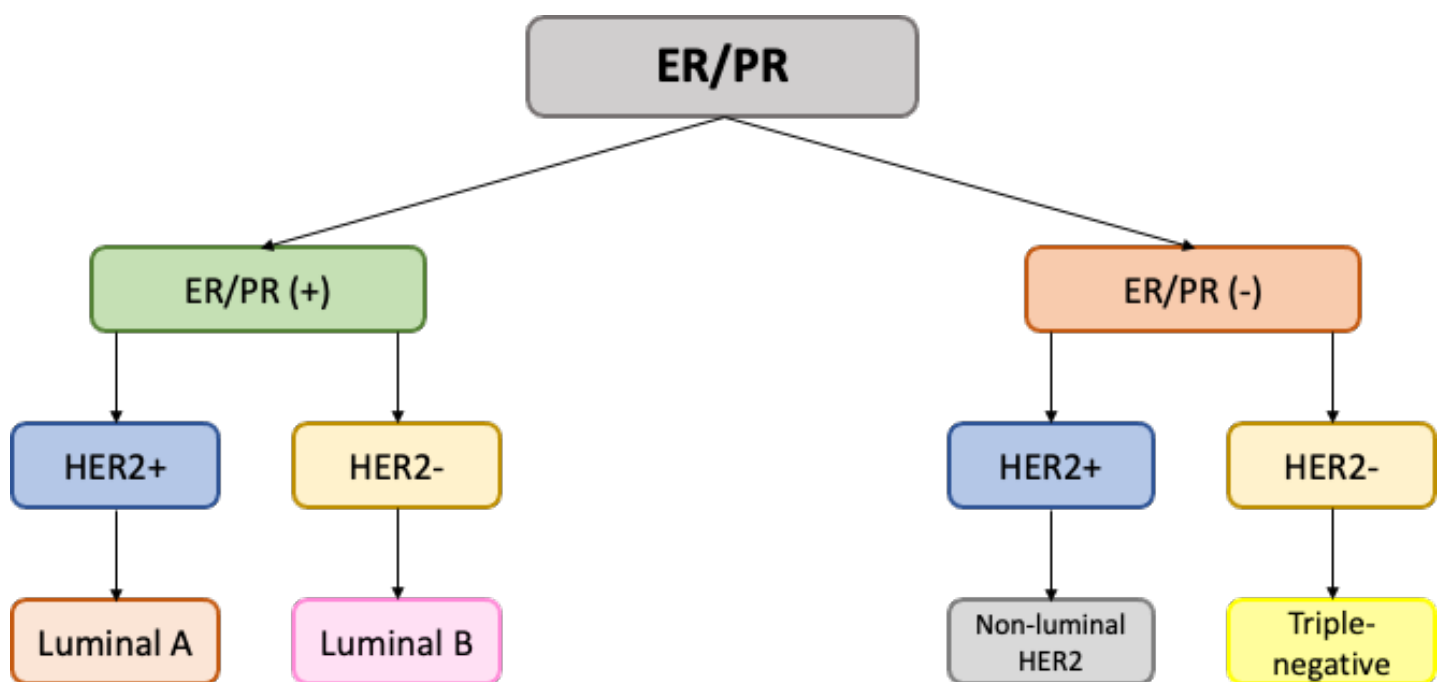 ER/PR
ER/PR (+)
ER/PR (-)
HER2+
HER2-
HER2+
HER2-
Luminal A
Luminal B
Non-luminal
HER2
Triple-
negative